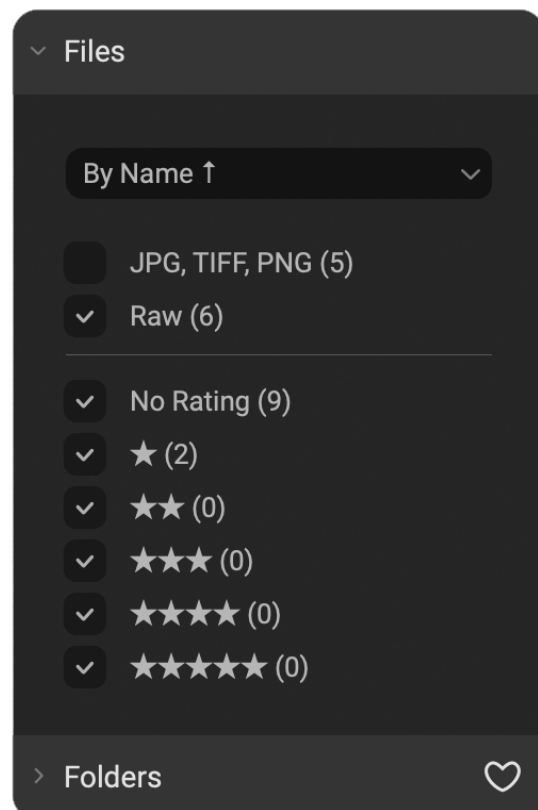 Files
By Name ↑
JPG, TIFF, PNG (5)
Raw (6)
No Rating (9)
★ (2)
★★ (0)
★★★ (0)
★★★★ (0)
★★★★★ (0)
Folders